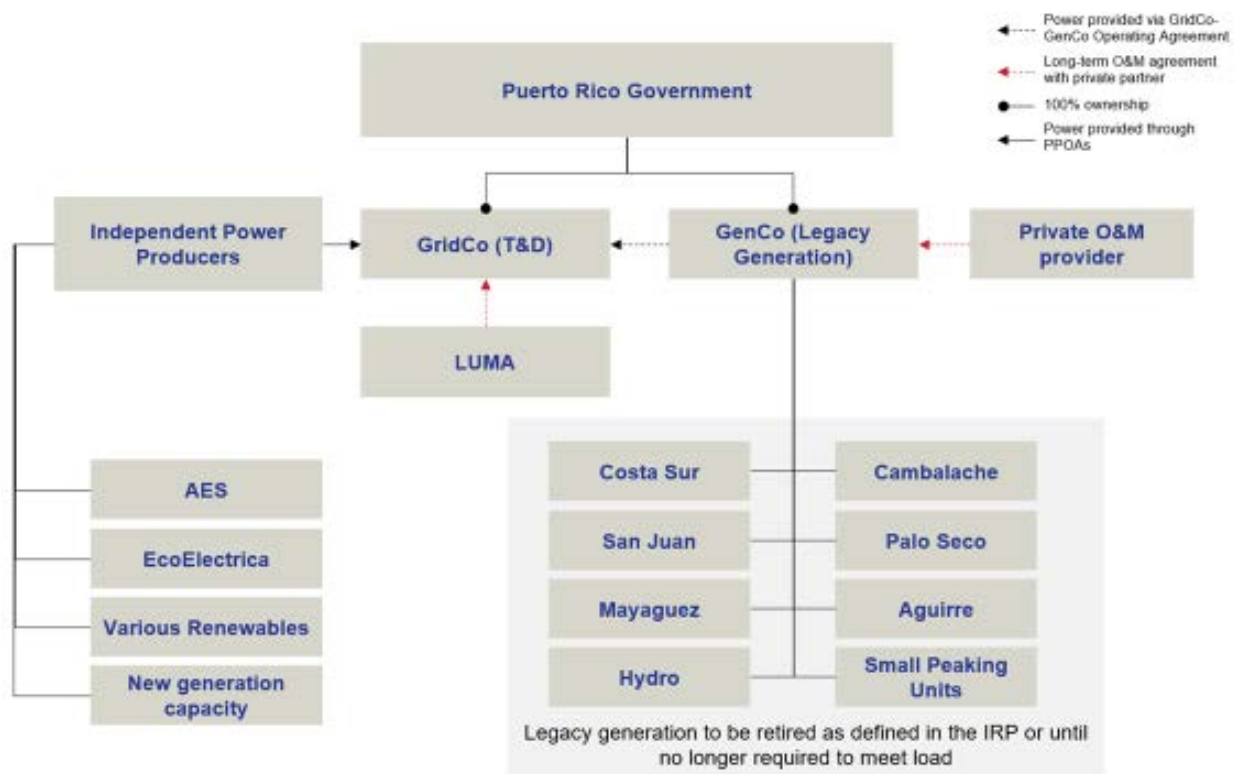 Power provided via GridCo-
GenCo Operating Agreement
Long-term O&M agreement
with private partner
100% ownership
Power provided through
PPOAs
Puerto Rico Government
Independent Power
Producers
GridCo (T&D)
GenCo (Legacy
Generation)
Private O&M
provider
LUMA
AES
EcoElectrica
Various Renewables
New generation
capacity
Costa Sur
Cambalache
San Juan
Palo Seco
Mayaguez
Aguirre
Hydro
Small Peaking
Units
Legacy generation to be retired as defined in the IRP or until
no longer required to meet load